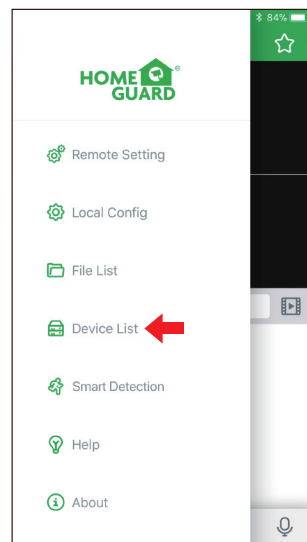 84%
HOME
GUARD®
Remote Setting
Local Config
File List
Device List
Smart Detection
Help
About